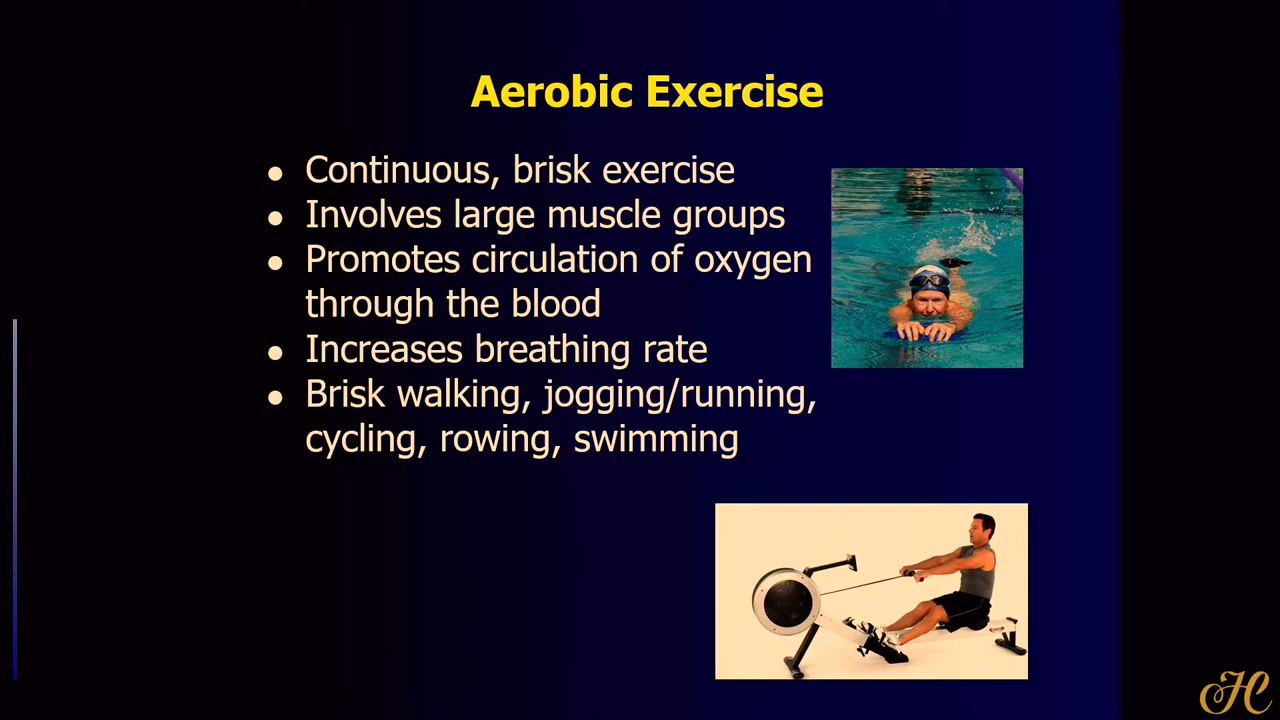 Aerobic Exercise
● Continuous, brisk exercise
● Involves large muscle groups
● Promotes circulation of oxygen
through the blood
● Increases breathing rate
● Brisk walking, jogging/running,
cycling, rowing, swimming
HC